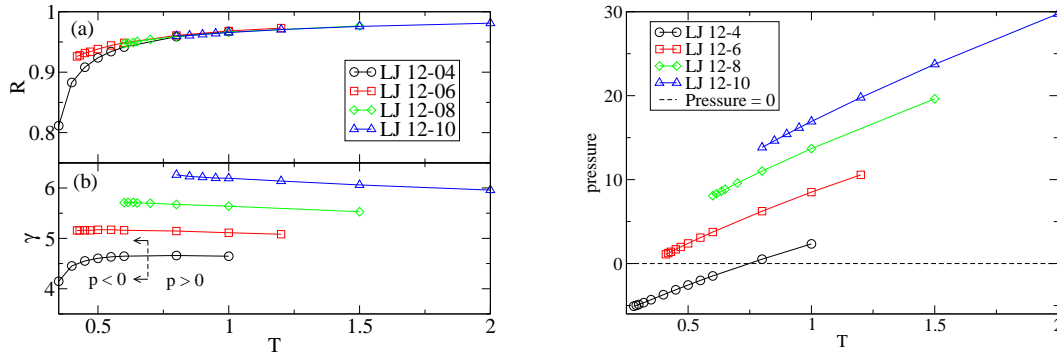 (a)
1
0.9
0.8
R
LJ 12-04
LJ 12-06
LJ 12-08
LJ 12-10
(b)
6
5
4
γ
p < 0
p > 0
0.5
1
1.5
2
T
LJ 12-4
LJ 12-6
LJ 12-8
LJ 12-10
Pressure = 0
30
20
10
0
-10
pressure
0.5
1
1.5
2
T